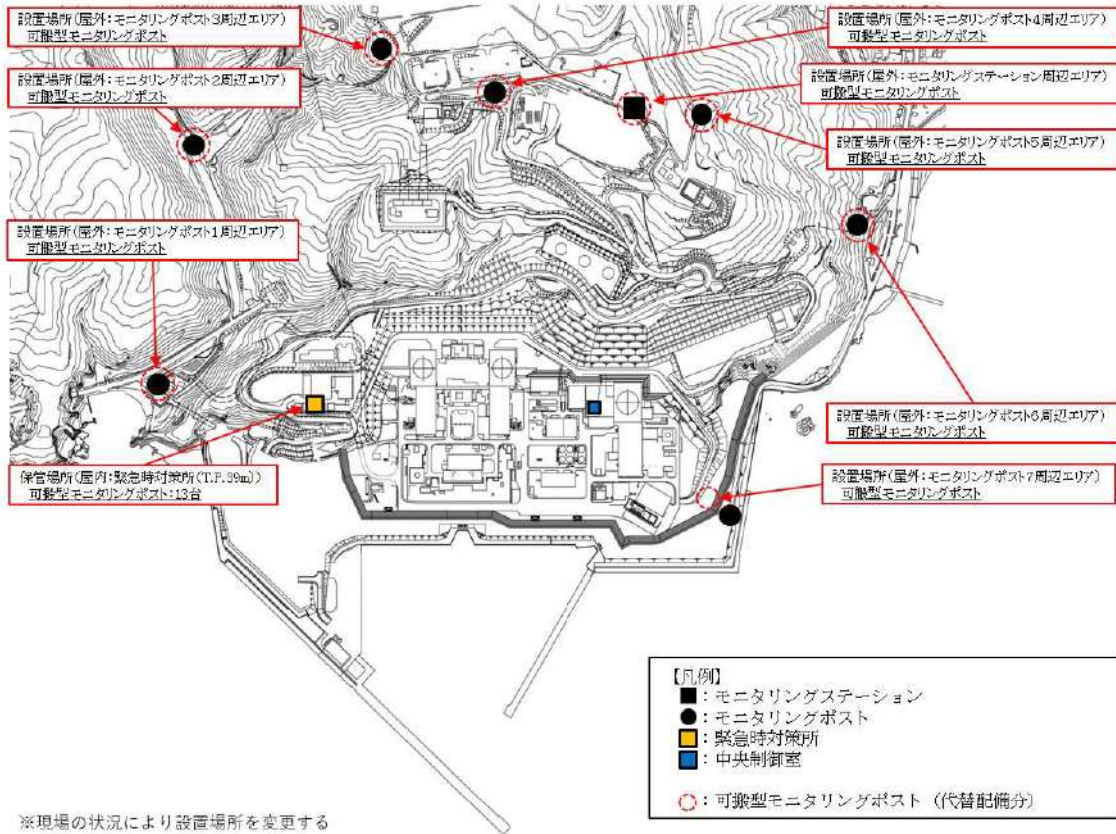 設置場所(屋外：モニタリングポスト3周辺エリア)
可搬型モニタリングポスト
設置場所(屋外：モニタリングポスト2周辺エリア)
可搬型モニタリングポスト
設置場所(屋外：モニタリングポスト1周辺エリア)
可搬型モニタリングポスト
保管場所(屋内：緊急時対策所(T.P.39m))
可搬型モニタリングポスト：13台
設置場所(屋外：モニタリングポスト4周辺エリア)
可搬型モニタリングポスト
設置場所(屋外：モニタリングステーション周辺エリア)
可搬型モニタリングポスト
設置場所(屋外：モニタリングポスト5周辺エリア)
可搬型モニタリングポスト
設置場所(屋外：モニタリングポスト6周辺エリア)
可搬型モニタリングポスト
設置場所(屋外：モニタリングポスト7周辺エリア)
可搬型モニタリングポスト
【凡例】
■：モニタリングステーション
●：モニタリングポスト
：緊急時対策所
：中央制御室
：可搬型モニタリングポスト（代替配備分）
※現場の状況により設置場所を変更する